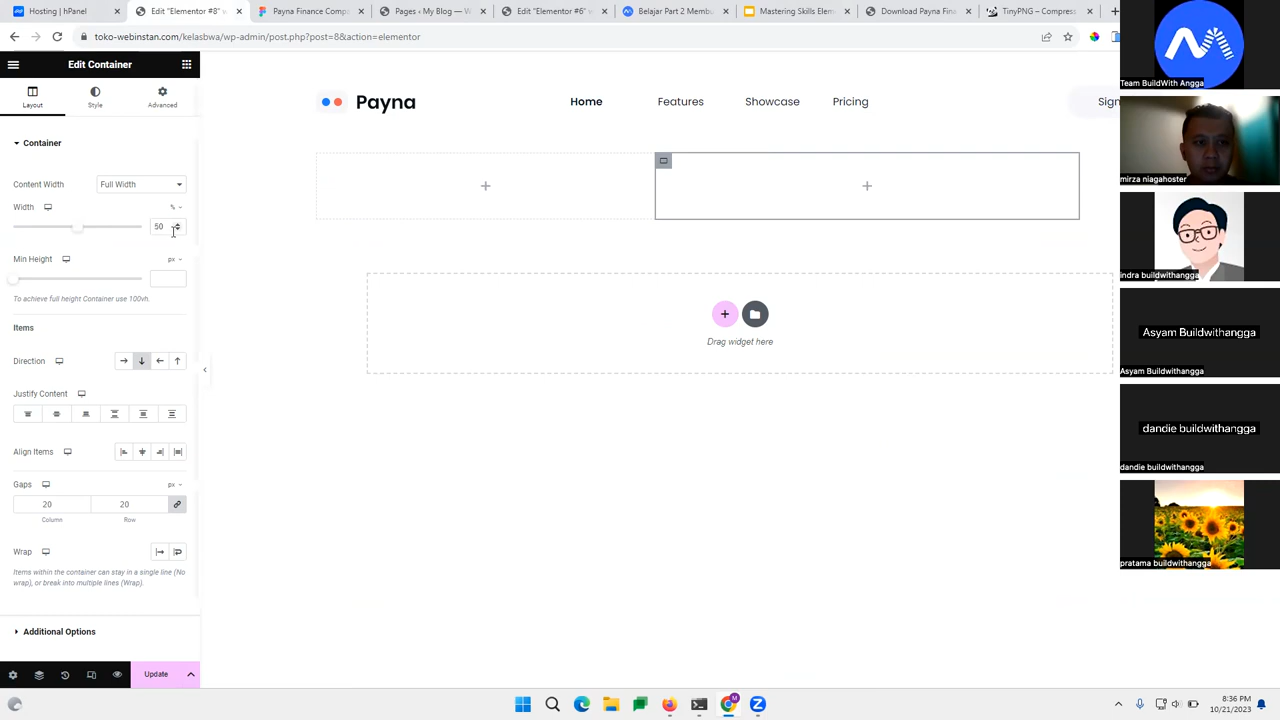 Hosting | hPanel
Edit "Elementor #8" w
Payna Finance Comp
Pages ‹ My Blog — W
Edit "Elementor #6" w
Belajar Part 2 Membu
Mastering Skills Elem
Download Payna Fina
TinyPNG – Compress
toko-webinstan.com/kelasbwa/wp-admin/post.php?post=8&action=elementor
Edit Container
Layout
Style
Advanced
Container
Content Width
Full Width
Width
%
50
Min Height
px
To achieve full height Container use 100vh.
Items
Direction
Justify Content
Align Items
Gaps
px
20
20
Column
Row
Wrap
Items within the container can stay in a single line (No
wrap), or break into multiple lines (Wrap).
Additional Options
Update
Payna
Home
Features
Showcase
Pricing
Sign
Drag widget here
Team BuildWith Angga
mirza niagahoster
indra buildwithangga
Asyam Buildwithangga
Asyam Buildwithangga
dandie buildwithangga
dandie buildwithangga
pratama buildwithangga
8:36 PM
10/21/2023